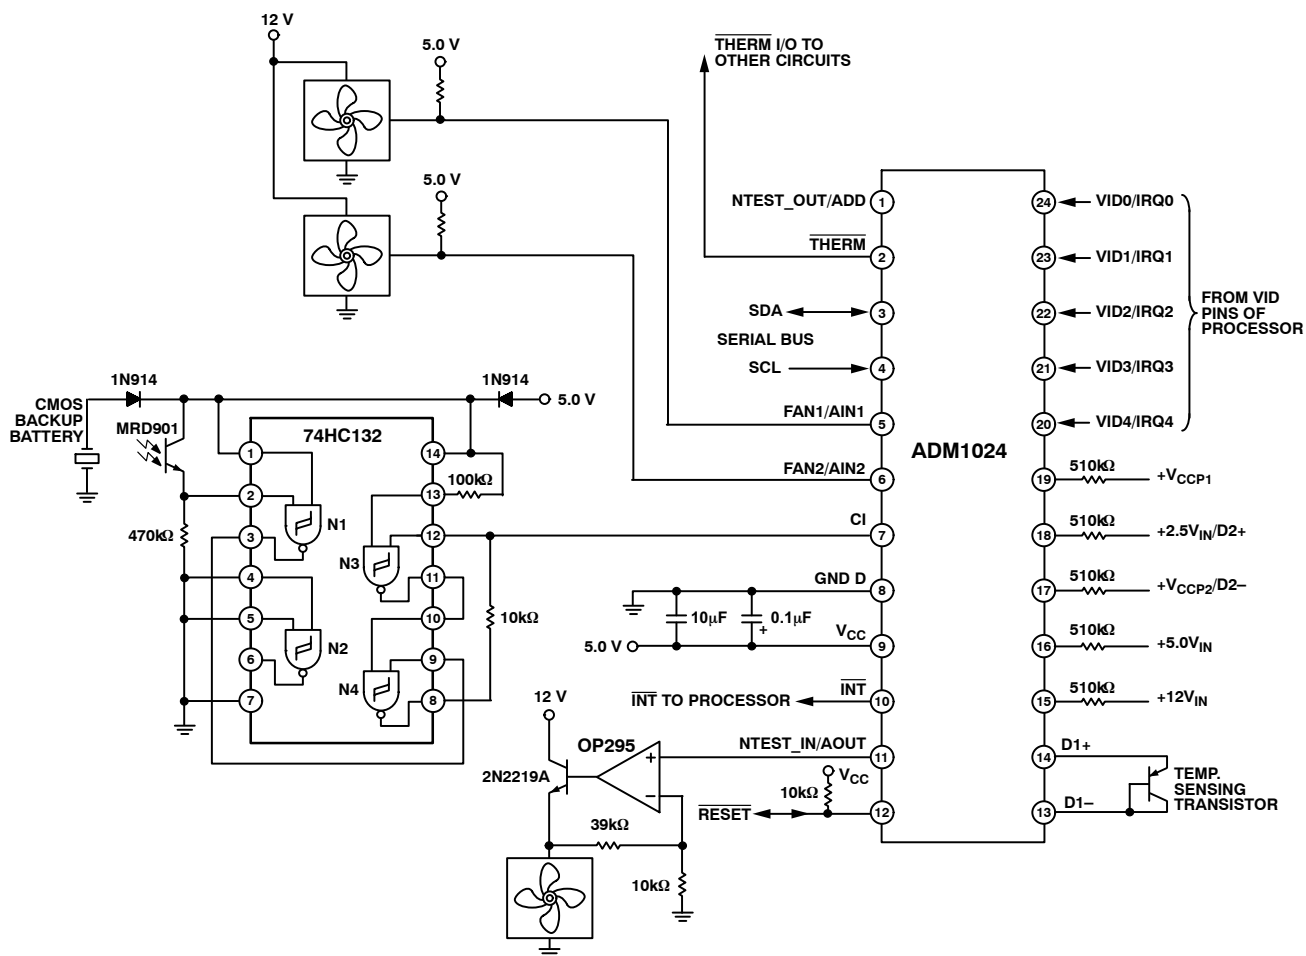 12 V
5.0 V
THERM I/O TO
OTHER CIRCUITS
5.0 V
NTEST_OUT/ADD
1
24
VID0/IRQ0
THERM
2
23
VID1/IRQ1
SDA
3
22
VID2/IRQ2
FROM VID
PINS OF
PROCESSOR
SERIAL BUS
SCL
4
21
VID3/IRQ3
FAN1/AIN1
5
20
VID4/IRQ4
ADM1024
FAN2/AIN2
6
19
510kΩ
+VCCP1
CI
7
18
510kΩ
+2.5VIN/D2+
GND D
8
17
510kΩ
+VCCP2/D2–
10μF
0.1μF
+
5.0 V
VCC
9
16
510kΩ
+5.0VIN
INT TO PROCESSOR
INT
10
15
510kΩ
+12VIN
NTEST_IN/AOUT
11
14
D1+
VCC
10kΩ
RESET
12
13
D1–
TEMP.
SENSING
TRANSISTOR
CMOS
BACKUP
BATTERY
1N914
1N914
5.0 V
MRD901
74HC132
1
14
2
13
100kΩ
N1
470kΩ
3
12
N3
4
11
5
10
10kΩ
N2
6
9
N4
7
8
12 V
OP295
2N2219A
+
–
39kΩ
10kΩ